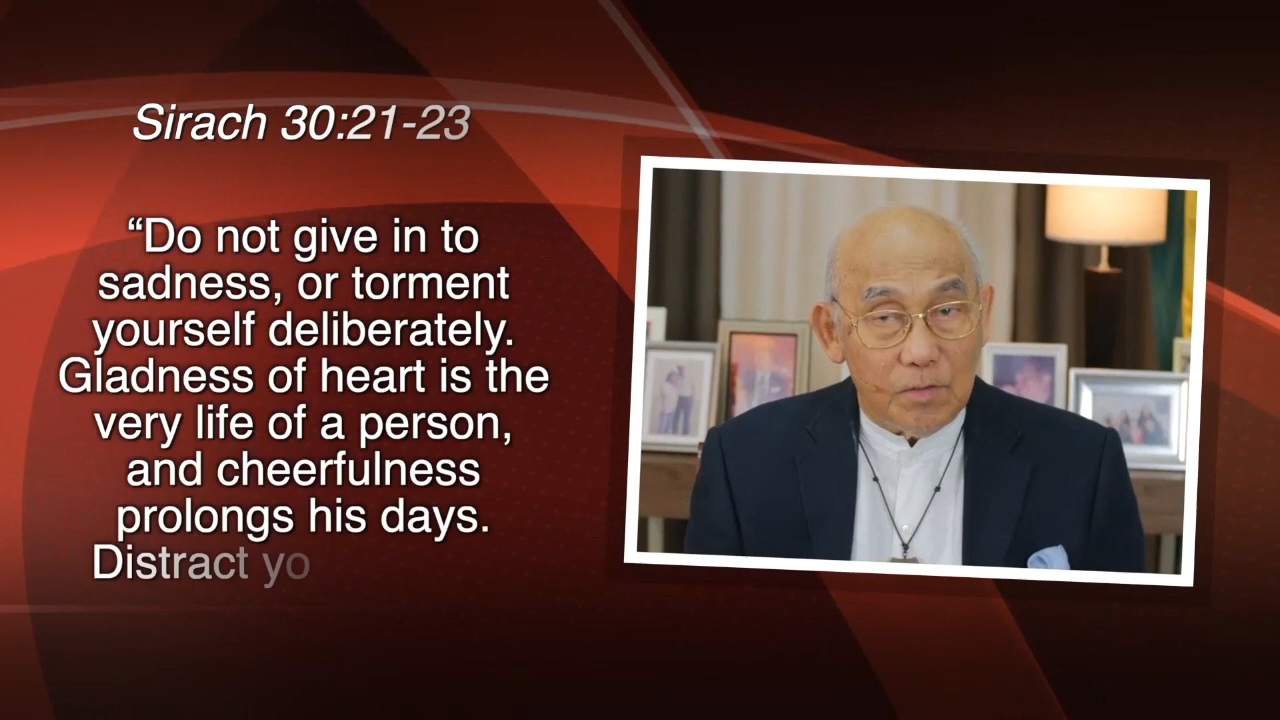 Sirach 30:21-23
“Do not give in to
sadness, or torment
yourself deliberately.
Gladness of heart is the
very life of a person,
and cheerfulness
prolongs his days.
Distract yo